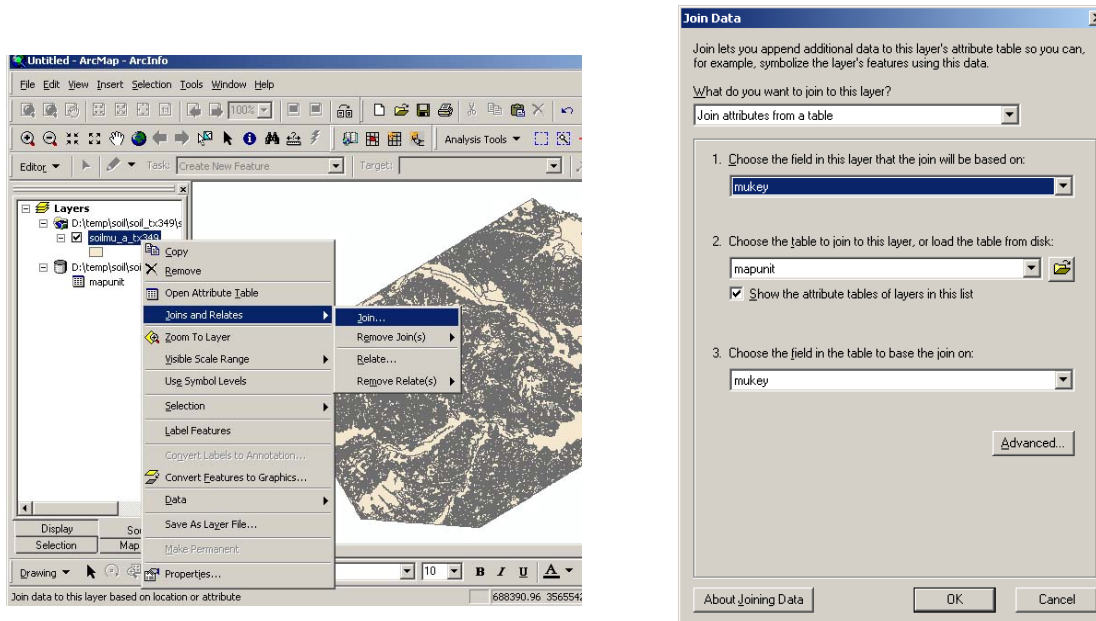 Untitled - ArcMap - ArcInfo
File Edit View Insert Selection Tools Window Help
100%
Analysis Tools
Editor Task: Create New Feature Target:
Layers
D:\temp\soil\soil_tx349\s
soilmu_a_tx349
D:\temp\soil\soi
mapunit
Copy
Remove
Open Attribute Table
Joins and Relates
Zoom To Layer
Visible Scale Range
Use Symbol Levels
Selection
Label Features
Convert Labels to Annotation...
Convert Features to Graphics...
Data
Save As Layer File...
Make Permanent
Properties...
Join...
Remove Join(s)
Relate...
Remove Relate(s)
Display So
Selection Map
Drawing 10 B I U A
Join data to this layer based on location or attribute 688390.96 3565542
Join Data
Join lets you append additional data to this layer's attribute table so you can,
for example, symbolize the layer's features using this data.
What do you want to join to this layer?
Join attributes from a table
1. Choose the field in this layer that the join will be based on:
mukey
2. Choose the table to join to this layer, or load the table from disk:
mapunit
Show the attribute tables of layers in this list
3. Choose the field in the table to base the join on:
mukey
Advanced...
About Joining Data OK Cancel